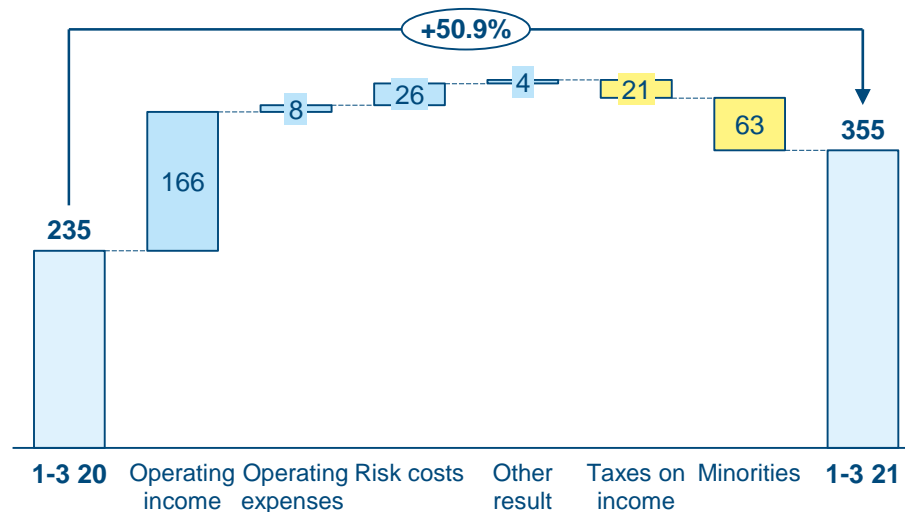 +50.9%
235
166
8
26
4
21
63
355
1-3 20
Operating
income
Operating
expenses
Risk costs
Other
result
Taxes on
income
Minorities
1-3 21